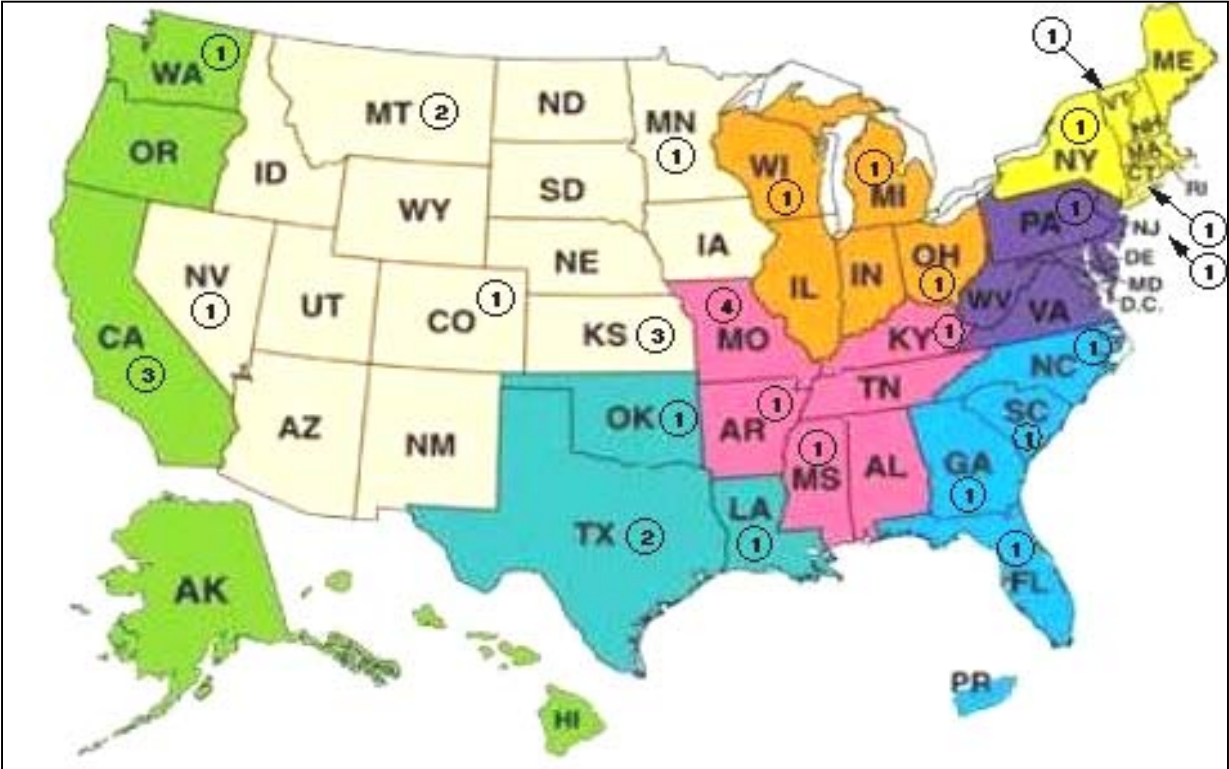 1
WA 1
ME
MT 2
ND
MN
1
VT
1
NY
NH
MA
CT
RI
OR
ID
WI
1
1
MI
SD
WY
PA 1
1
NJ
1
IA
NE
OH
1
DE
MD
D.C.
NV
1
UT
CO 1
IL
IN
WV
VA
KS 3
4
MO
KY 1
CA
3
1
NC
TN
AZ
NM
OK 1
1
AR
SC
1
1
MS
AL
GA
1
LA
1
TX 2
1
FL
AK
PR
HI